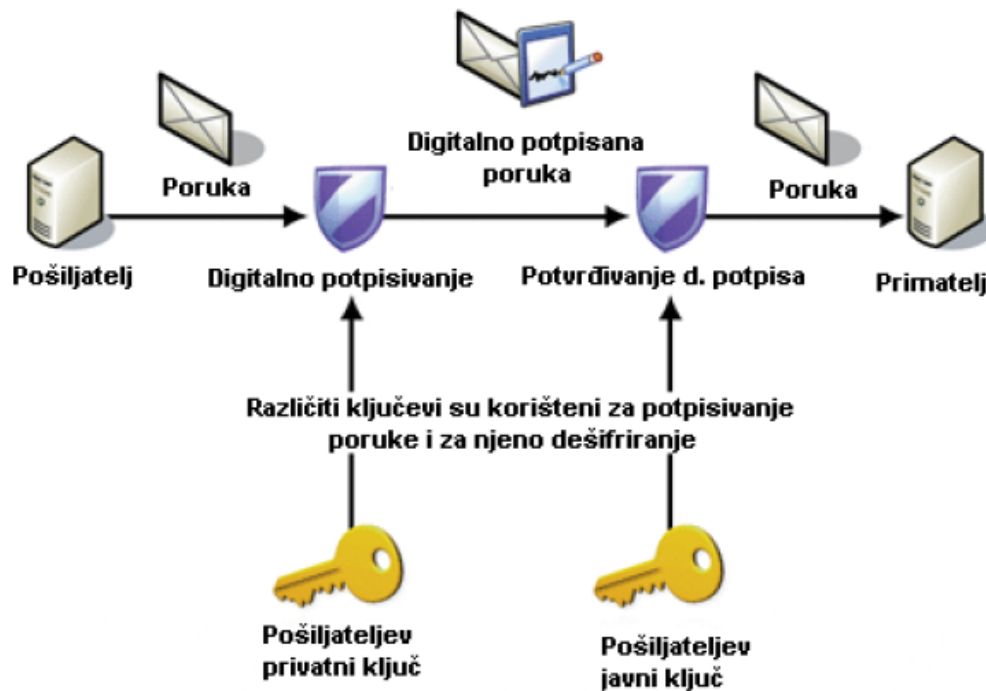 Digitalno potpisana
poruka
Poruka
Poruka
Pošiljatelj
Digitalno potpisivanje
Potvrđivanje d. potpisa
Primatelj
Različiti ključevi su korišteni za potpisivanje
poruke i za njeno dešifriranje
Pošiljateljev
privatni ključ
Pošiljateljev
javni ključ